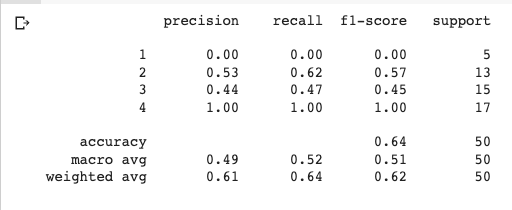 precision recall f1-score support
1 0.00 0.00 0.00 5
2 0.53 0.62 0.57 13
3 0.44 0.47 0.45 15
4 1.00 1.00 1.00 17
accuracy 0.64 50
macro avg 0.49 0.52 0.51 50
weighted avg 0.61 0.64 0.62 50